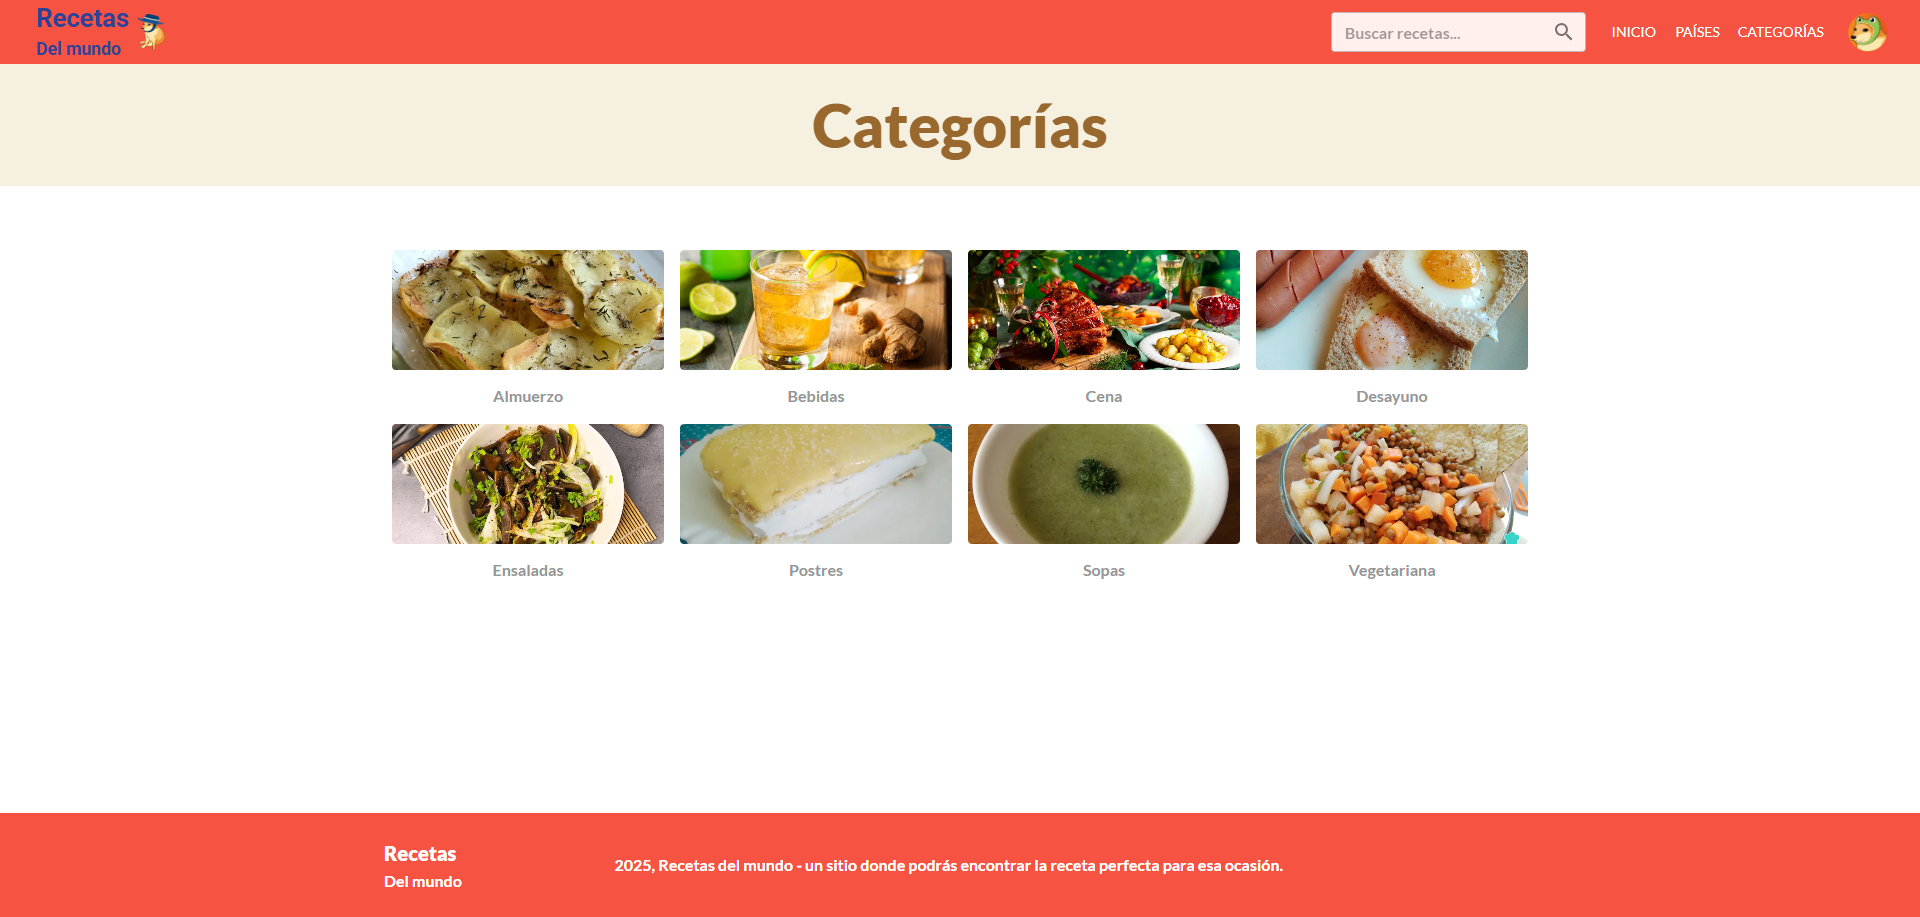 Recetas
Del mundo
Buscar recetas...
INICIO
PAÍSES
CATEGORÍAS
Categorías
Almuerzo
Bebidas
Cena
Desayuno
Ensaladas
Postres
Sopas
Vegetariana
Recetas
Del mundo
2025, Recetas del mundo - un sitio donde podrás encontrar la receta perfecta para esa ocasión.